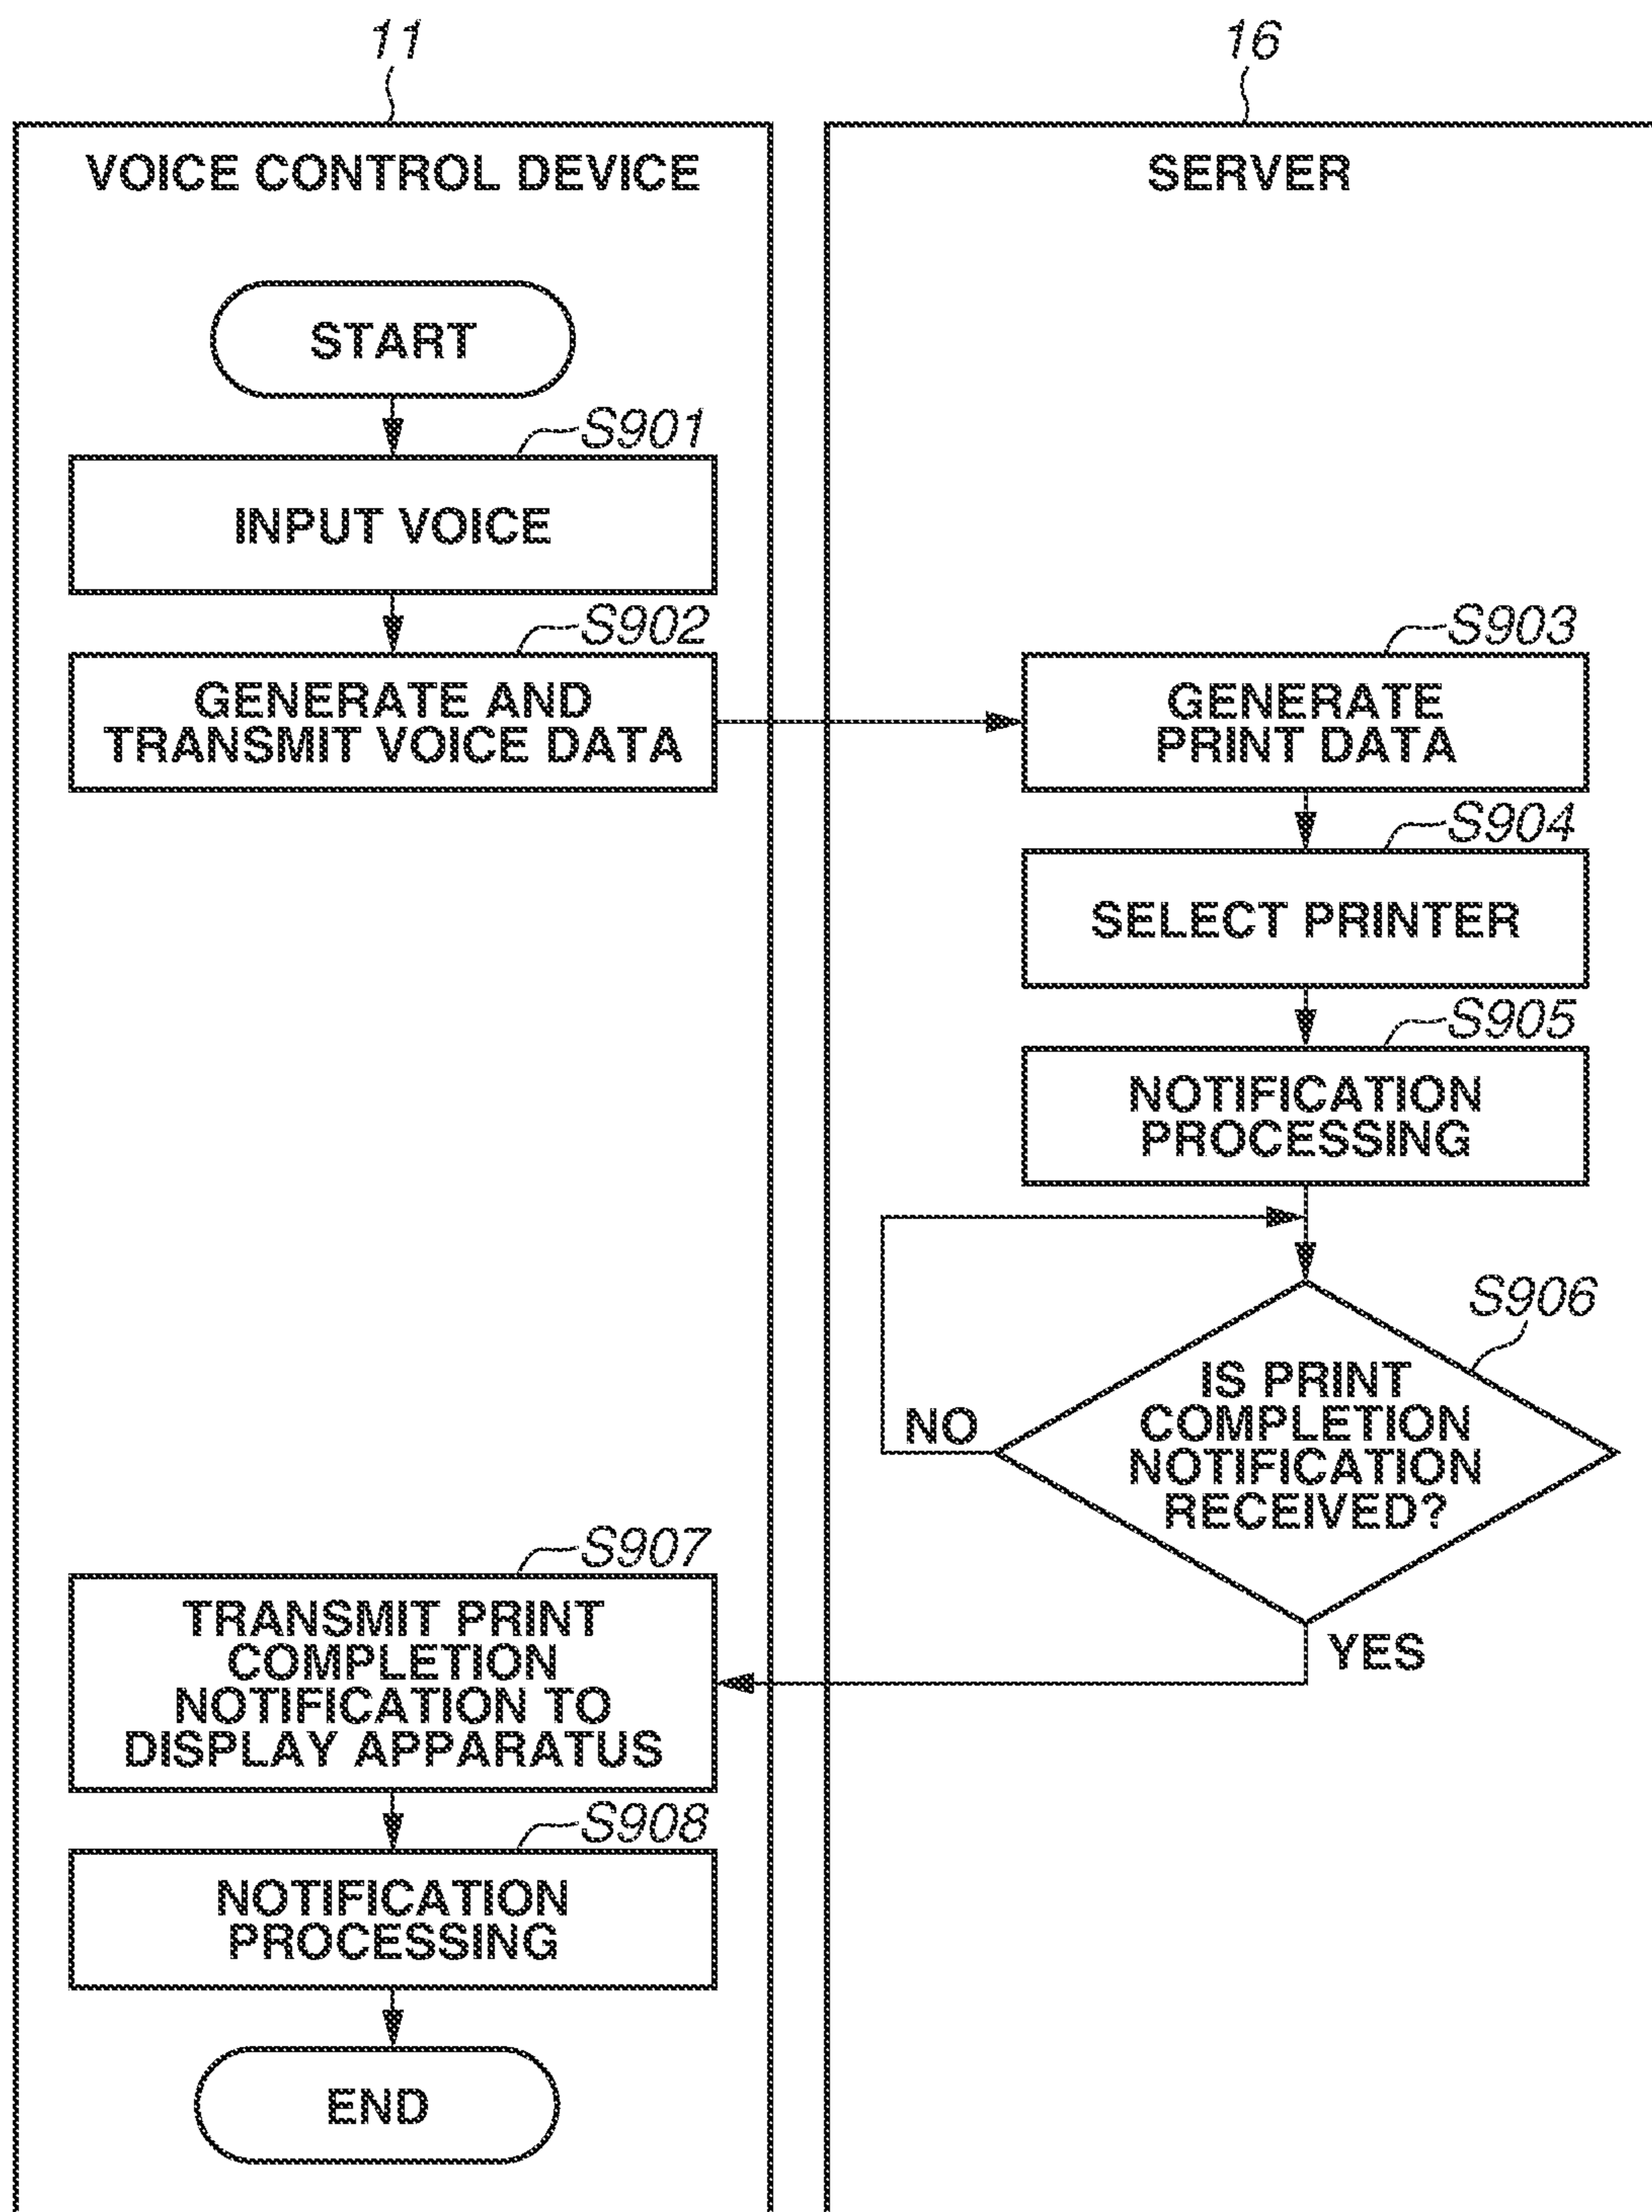 11
16
VOICE CONTROL DEVICE
SERVER
START
S901
INPUT VOICE
S902
GENERATE AND
TRANSMIT VOICE DATA
S903
GENERATE
PRINT DATA
S904
SELECT PRINTER
S905
NOTIFICATION
PROCESSING
S906
IS PRINT
COMPLETION
NOTIFICATION
RECEIVED?
NO
YES
S907
TRANSMIT PRINT
COMPLETION
NOTIFICATION TO
DISPLAY APPARATUS
S908
NOTIFICATION
PROCESSING
END